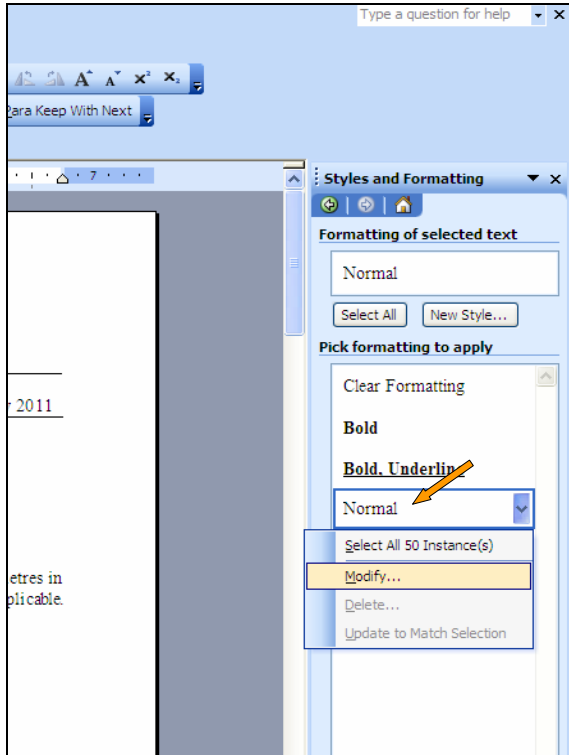 Type a question for help
A A x² x₂
Para Keep With Next
7
Styles and Formatting
Formatting of selected text
Normal
Select All New Style...
Pick formatting to apply
Clear Formatting
2011
Bold
Bold, Underline
Normal
Select All 50 Instance(s)
etres in
Modify...
plicable.
Delete...
Update to Match Selection